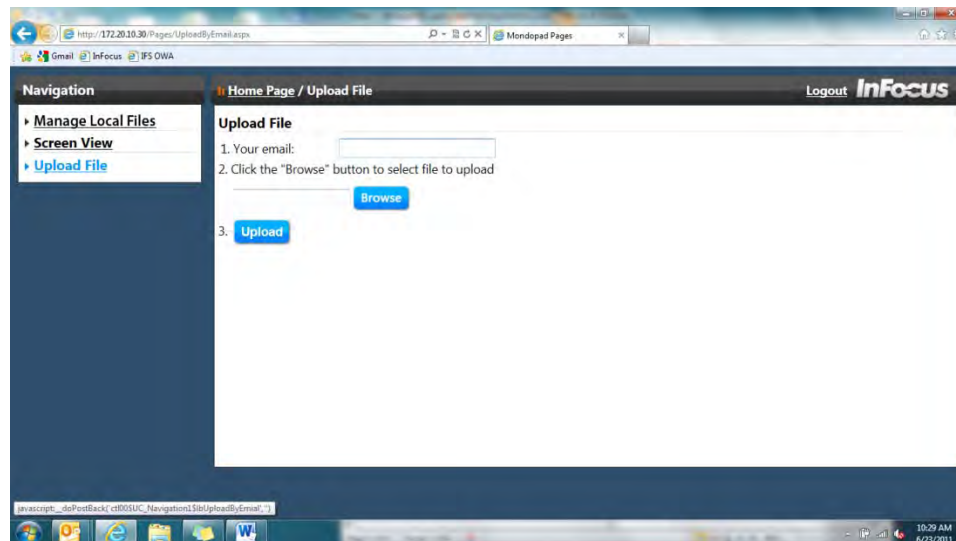 http://172.20.10.30/Pages/UploadByEmail.aspx
Mondopad Pages
Gmail InFocus IFS OWA
Navigation
Home Page / Upload File
Logout InFocus
Manage Local Files
Screen View
Upload File
Upload File
1. Your email:
2. Click the "Browse" button to select file to upload
Browse
3. Upload
javascript:__doPostBack('ctl00$UC_Navigation1$lbUploadByEmial','')
10:29 AM
6/23/2011